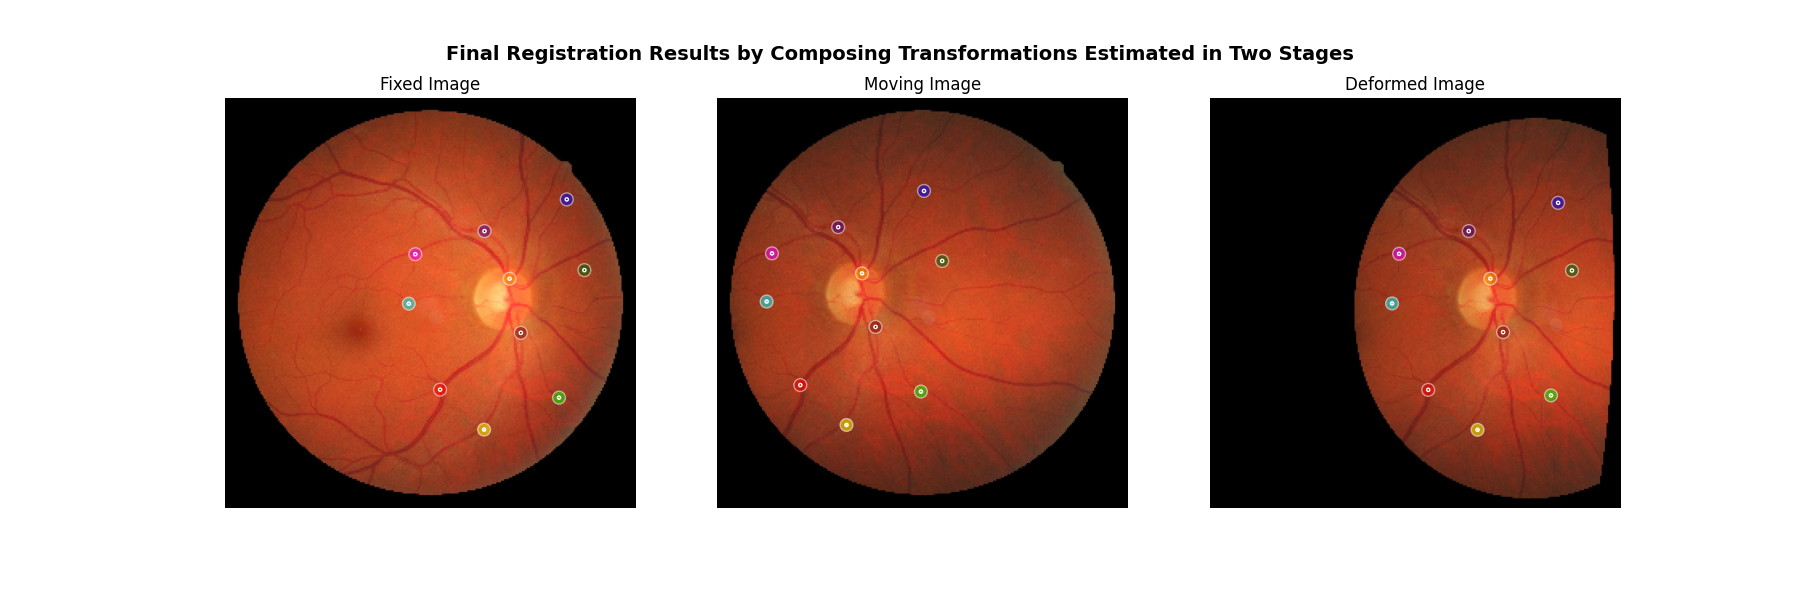 Final Registration Results by Composing Transformations Estimated in Two Stages
Fixed Image
Moving Image
Deformed Image